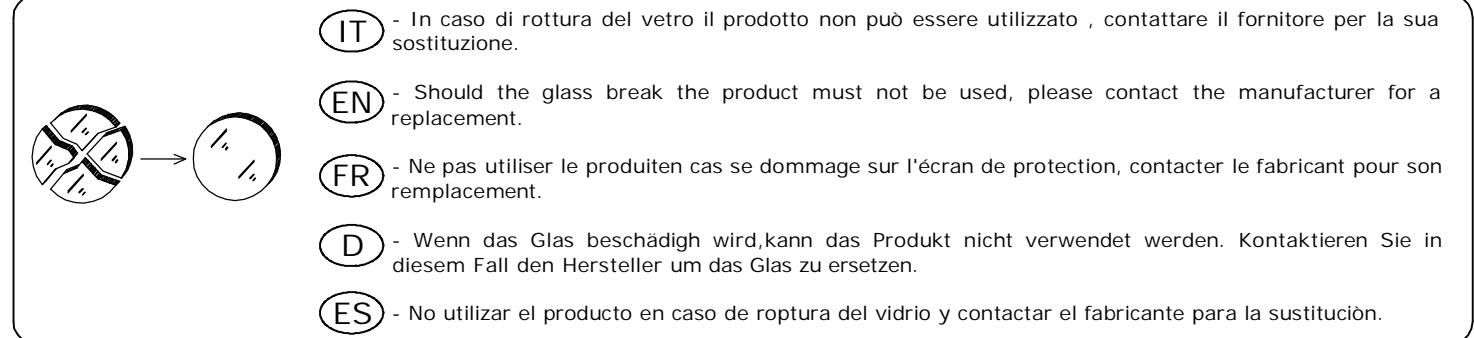 IT - In caso di rottura del vetro il prodotto non può essere utilizzato , contattare il fornitore per la sua
sostituzione.
EN - Should the glass break the product must not be used, please contact the manufacturer for a
replacement.
FR - Ne pas utiliser le produiten cas se dommage sur l'écran de protection, contacter le fabricant pour son
remplacement.
D - Wenn das Glas beschädigh wird,kann das Produkt nicht verwendet werden. Kontaktieren Sie in
diesem Fall den Hersteller um das Glas zu ersetzen.
ES - No utilizar el producto en caso de roptura del vidrio y contactar el fabricante para la sustituciòn.